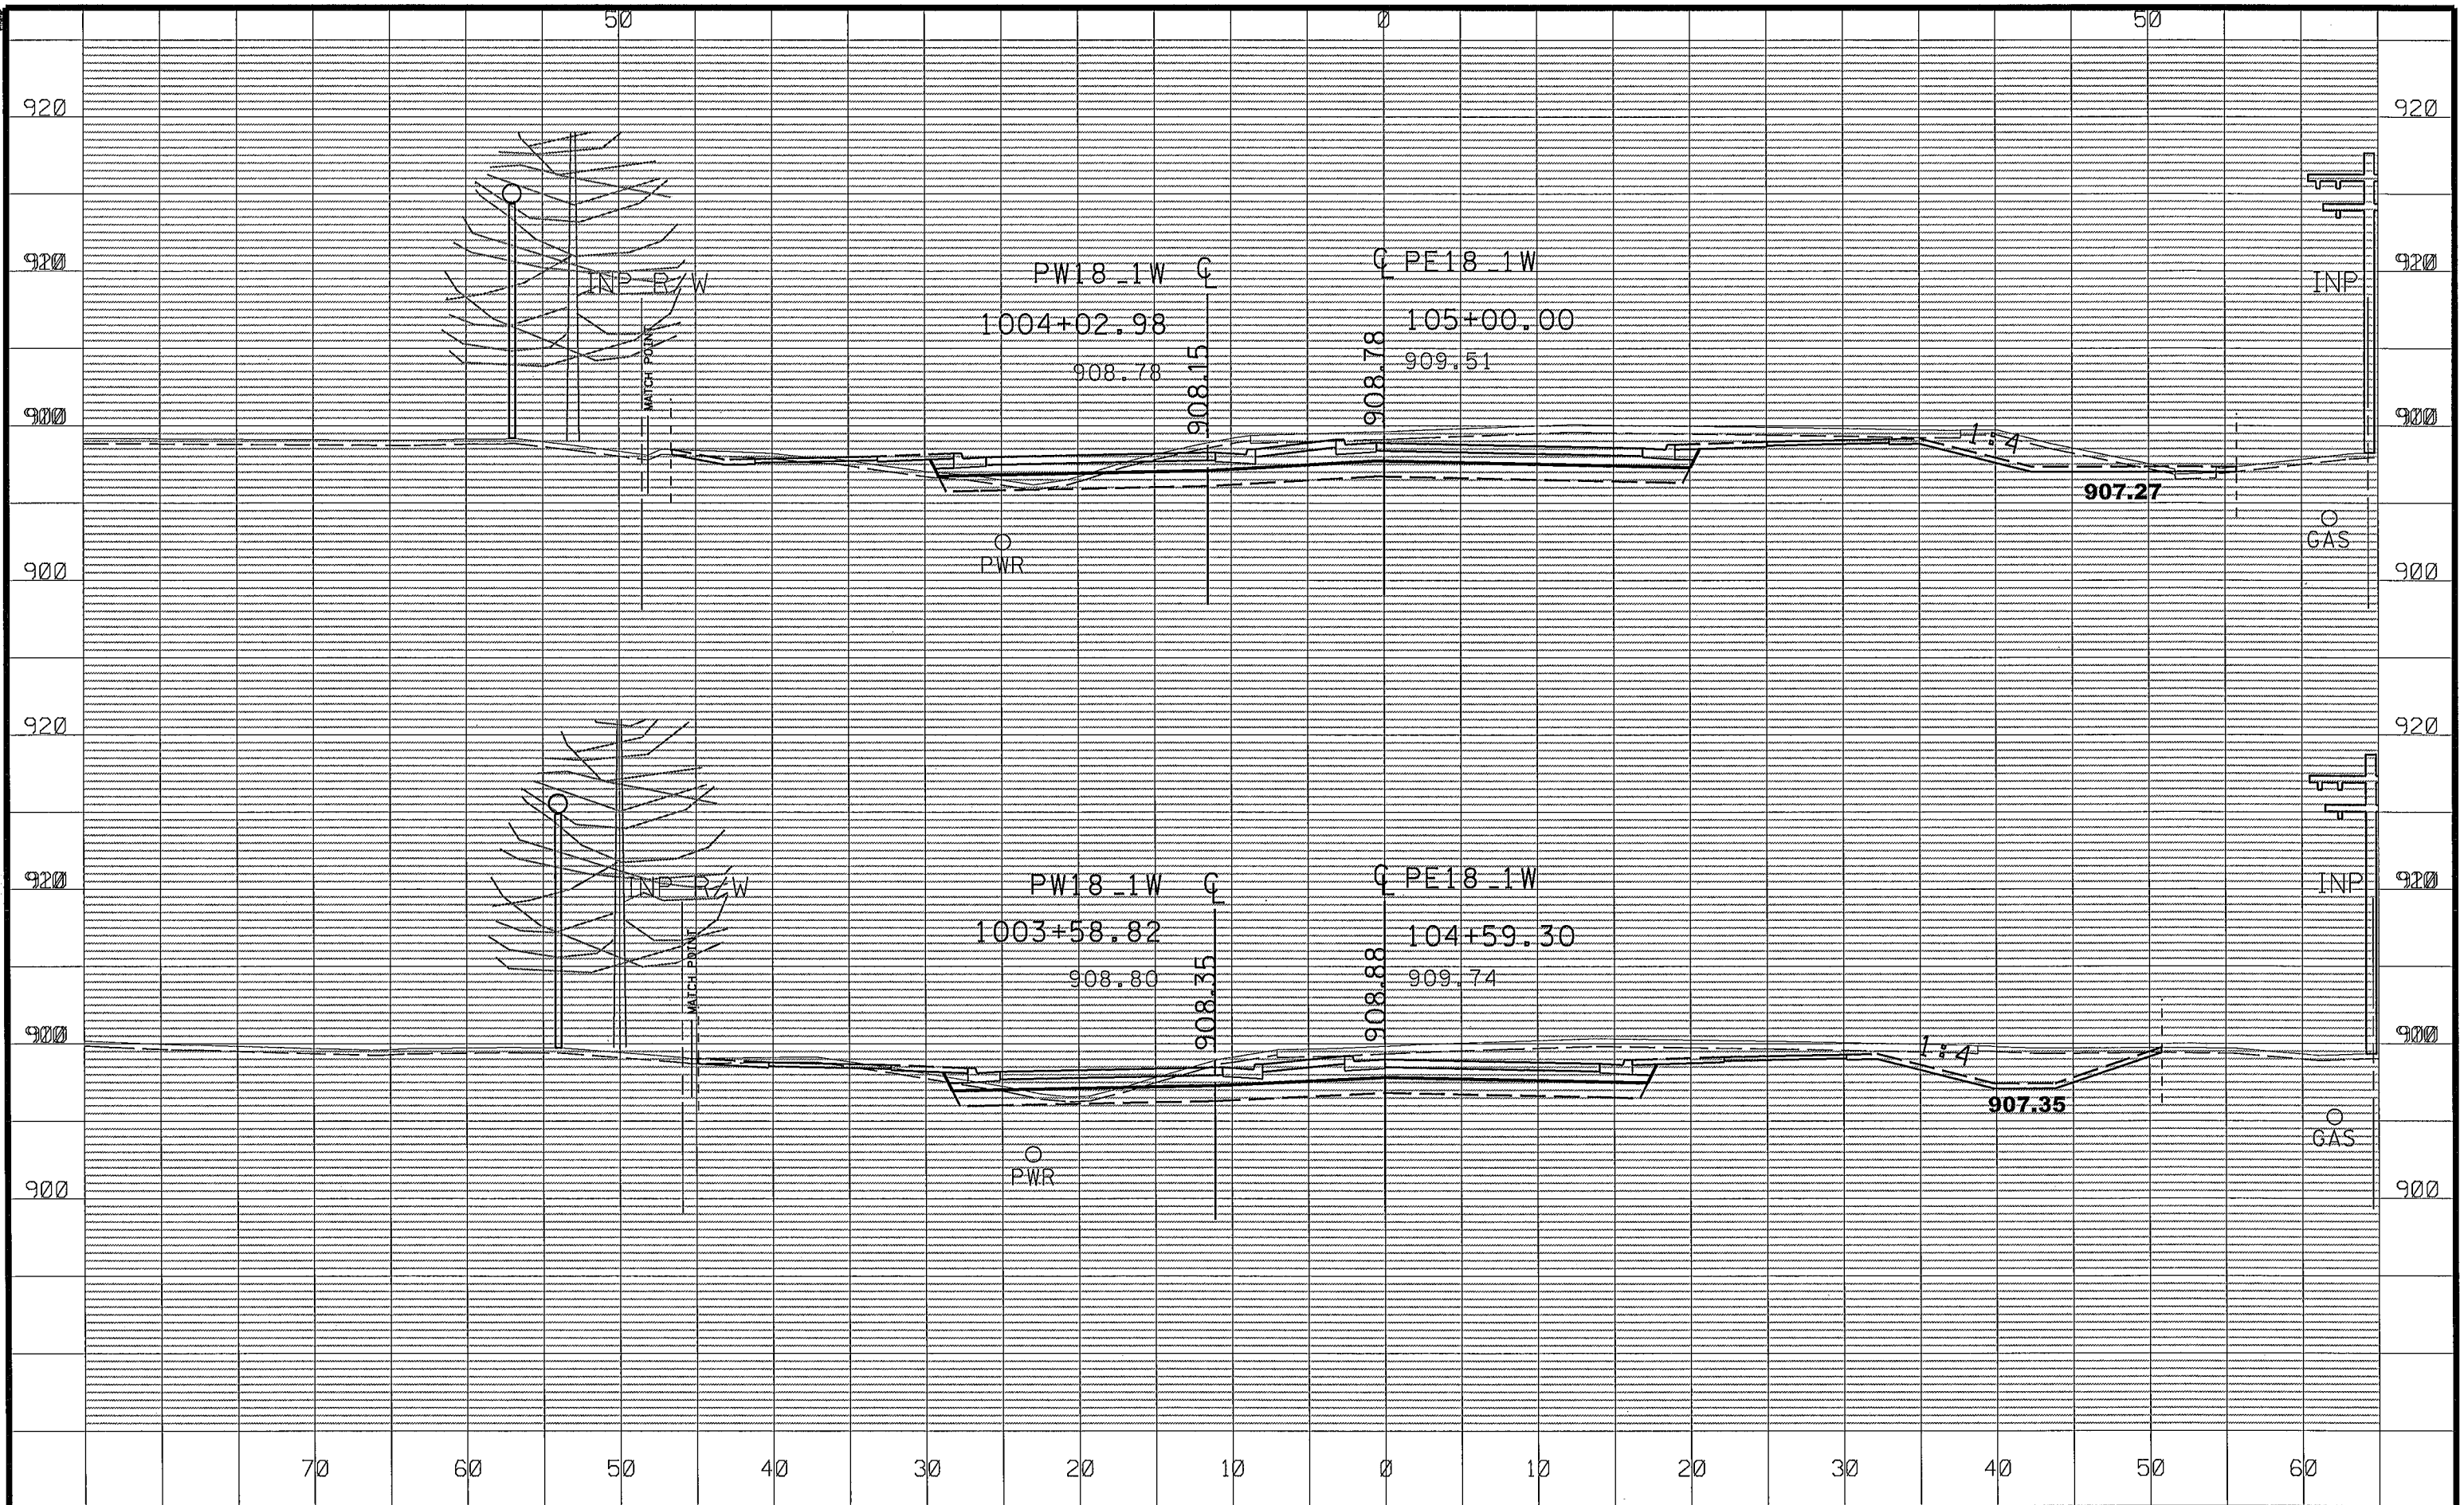 50 0 50
920 920
910 910
INP R/W
PW18_1W ℄
℄ PE18_1W
INP
1004+02.98
105+00.00
908.78
909.51
908.15
908.78
MATCH POINT
900 900
1:4
907.27
PWR
GAS
900 900
920 920
910 910
INP R/W
PW18_1W ℄
℄ PE18_1W
INP
1003+58.82
104+59.30
908.80
909.74
908.35
908.88
MATCH POINT
1:4
907.35
PWR
GAS
900 900
70 60 50 40 30 20 10 0 10 20 30 40 50 60